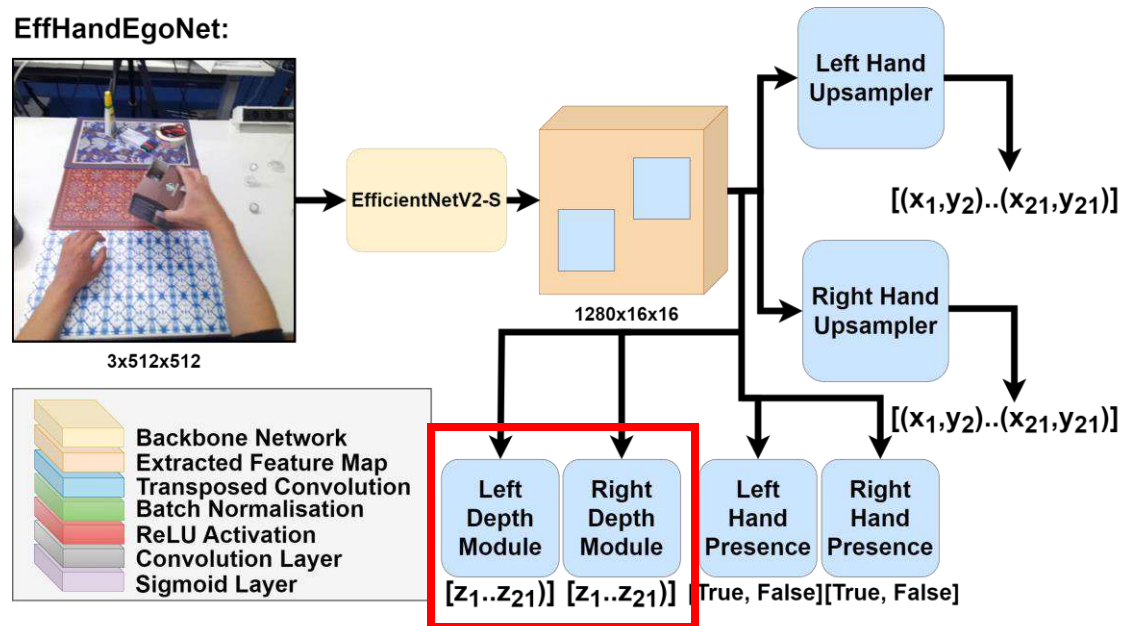 EffHandEgoNet:
3x512x512
EfficientNetV2-S
1280x16x16
Left Hand
Upsampler
[(x1,y2)..(x21,y21)]
Right Hand
Upsampler
[(x1,y2)..(x21,y21)]
Backbone Network
Extracted Feature Map
Transposed Convolution
Batch Normalisation
ReLU Activation
Convolution Layer
Sigmoid Layer
Left
Depth
Module
[z1..z21)]
Right
Depth
Module
[z1..z21)]
Left
Hand
Presence
[True, False]
Right
Hand
Presence
[True, False]